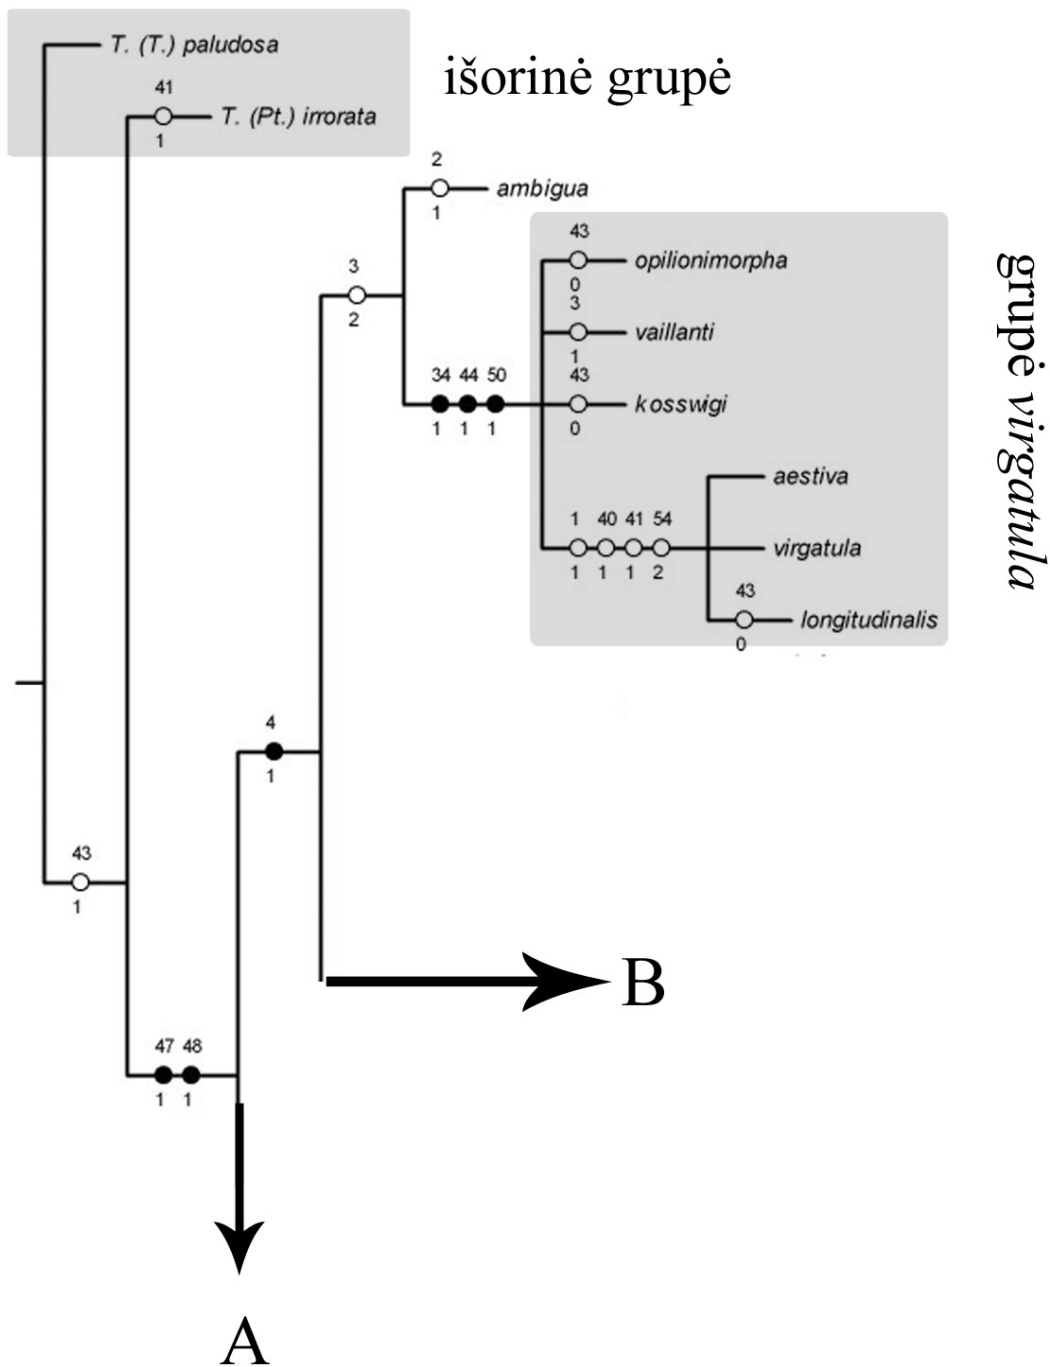 T. (T.) paludosa
išorinė grupė
41
T. (Pt.) irrorata
1
2
ambigua
1
43
opilionimorpha
0
3
2
3
vaillanti
1
34 44 50
43
kosswigi
1 1 1
0
aestiva
1 40 41 54
virgatula
1 1 1 2
43
longitudinalis
0
grupė virgatula
4
1
43
1
B
47 48
1 1
A